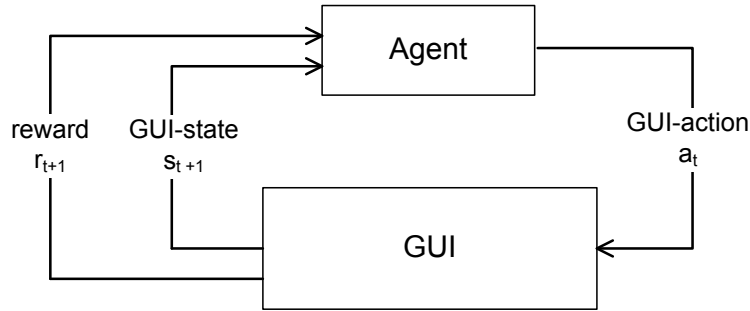 Agent
reward
r_{t+1}
GUI-state
s_{t +1}
GUI-action
a_t
GUI